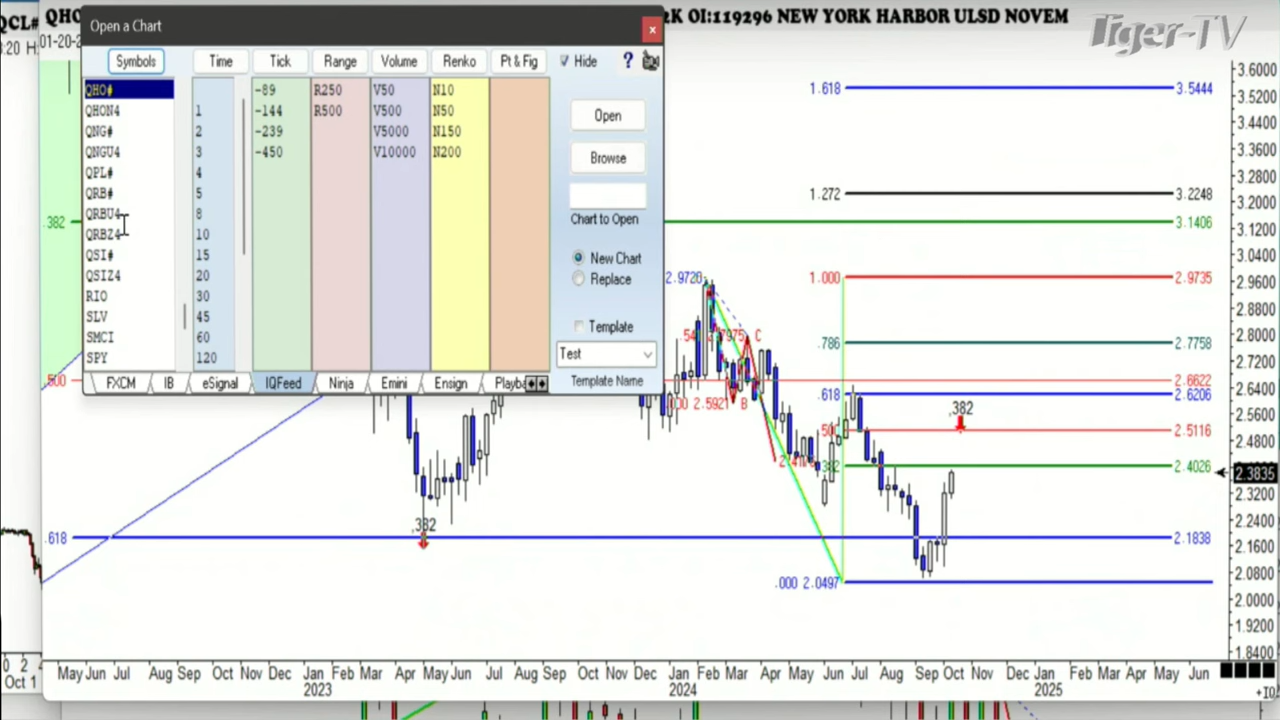 QCL#
QHO
K OI:119296 NEW YORK HARBOR ULSD NOVEM
Tiger-TV
:20 H
01-20-2
Open a Chart
x
Symbols
Time
Tick
Range
Volume
Renko
Pt & Fig
Hide
?
QHO#
QHON4
QNG#
QNGU4
QPL#
QRB#
QRBU4
QRBZ4
QSI#
QSIZ4
RIO
SLV
SMCI
SPY
1
2
3
4
5
8
10
15
20
30
45
60
120
-89
-144
-239
-450
R250
R500
V50
V500
V5000
V10000
N10
N50
N150
N200
Open
Browse
Chart to Open
New Chart
Replace
Template
Test
Template Name
FXCM
IB
eSignal
IQFeed
Ninja
Emini
Ensign
Playba
.382
.500
.618
.382
2.9720
C
2.5921 B
1.618
3.5444
1.272
3.2248
3.1406
1.000
2.9735
.786
2.7758
2.6622
.618
2.6206
.382
2.5116
2.4026
2.1838
.000 2.0497
3.6000
3.5200
3.4400
3.3600
3.2800
3.2000
3.1200
3.0400
2.9600
2.8800
2.8000
2.7200
2.6400
2.5600
2.4800
2.3835
2.3200
2.2400
2.1600
2.0800
2.0000
1.9200
1.8400
0 2 4
Oct 1
May Jun Jul Aug Sep Oct Nov Dec Jan Feb Mar Apr May Jun Jul Aug Sep Oct Nov Dec Jan Feb Mar Apr May Jun Jul Aug Sep Oct Nov Dec Jan Feb Mar Apr May Jun
2023 2024 2025